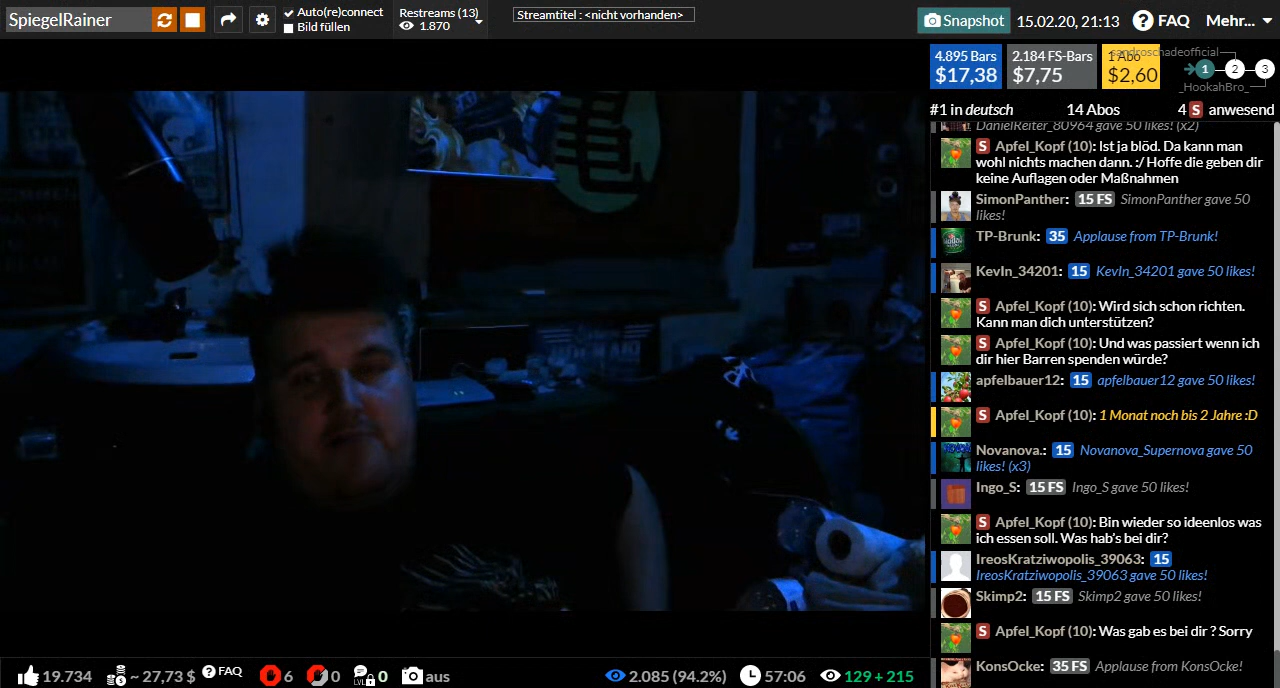 SpiegelRainer
Auto(re)connect
Bild füllen
Restreams (13)
1.870
Streamtitel : <nicht vorhanden>
Snapshot
15.02.20, 21:13
FAQ
Mehr...
4.895 Bars
$17,38
2.184 FS-Bars
$7,75
1 Abo
$2,60
sandroschadeofficial
1 2 3
_HookahBro_
#1 in deutsch
14 Abos
4 S anwesend
DanielReiter_80964 gave 50 likes! (x2)
S Apfel_Kopf (10): Ist ja blöd. Da kann man
wohl nichts machen dann. :/ Hoffe die geben dir
keine Auflagen oder Maßnahmen
SimonPanther: 15 FS SimonPanther gave 50
likes!
TP-Brunk: 35 Applause from TP-Brunk!
KevIn_34201: 15 KevIn_34201 gave 50 likes!
S Apfel_Kopf (10): Wird sich schon richten.
Kann man dich unterstützen?
S Apfel_Kopf (10): Und was passiert wenn ich
dir hier Barren spenden würde?
apfelbauer12: 15 apfelbauer12 gave 50 likes!
S Apfel_Kopf (10): 1 Monat noch bis 2 Jahre :D
Novanova.: 15 Novanova_Supernova gave 50
likes! (x3)
Ingo_S: 15 FS Ingo_S gave 50 likes!
S Apfel_Kopf (10): Bin wieder so ideenlos was
ich essen soll. Was hab's bei dir?
IreosKratziwopolis_39063: 15
IreosKratziwopolis_39063 gave 50 likes!
Skimp2: 15 FS Skimp2 gave 50 likes!
S Apfel_Kopf (10): Was gab es bei dir ? Sorry
KonsOcke: 35 FS Applause from KonsOcke!
19.734
~ 27,73 $
FAQ
6
0
LVL
0
aus
2.085 (94.2%)
57:06
129 + 215